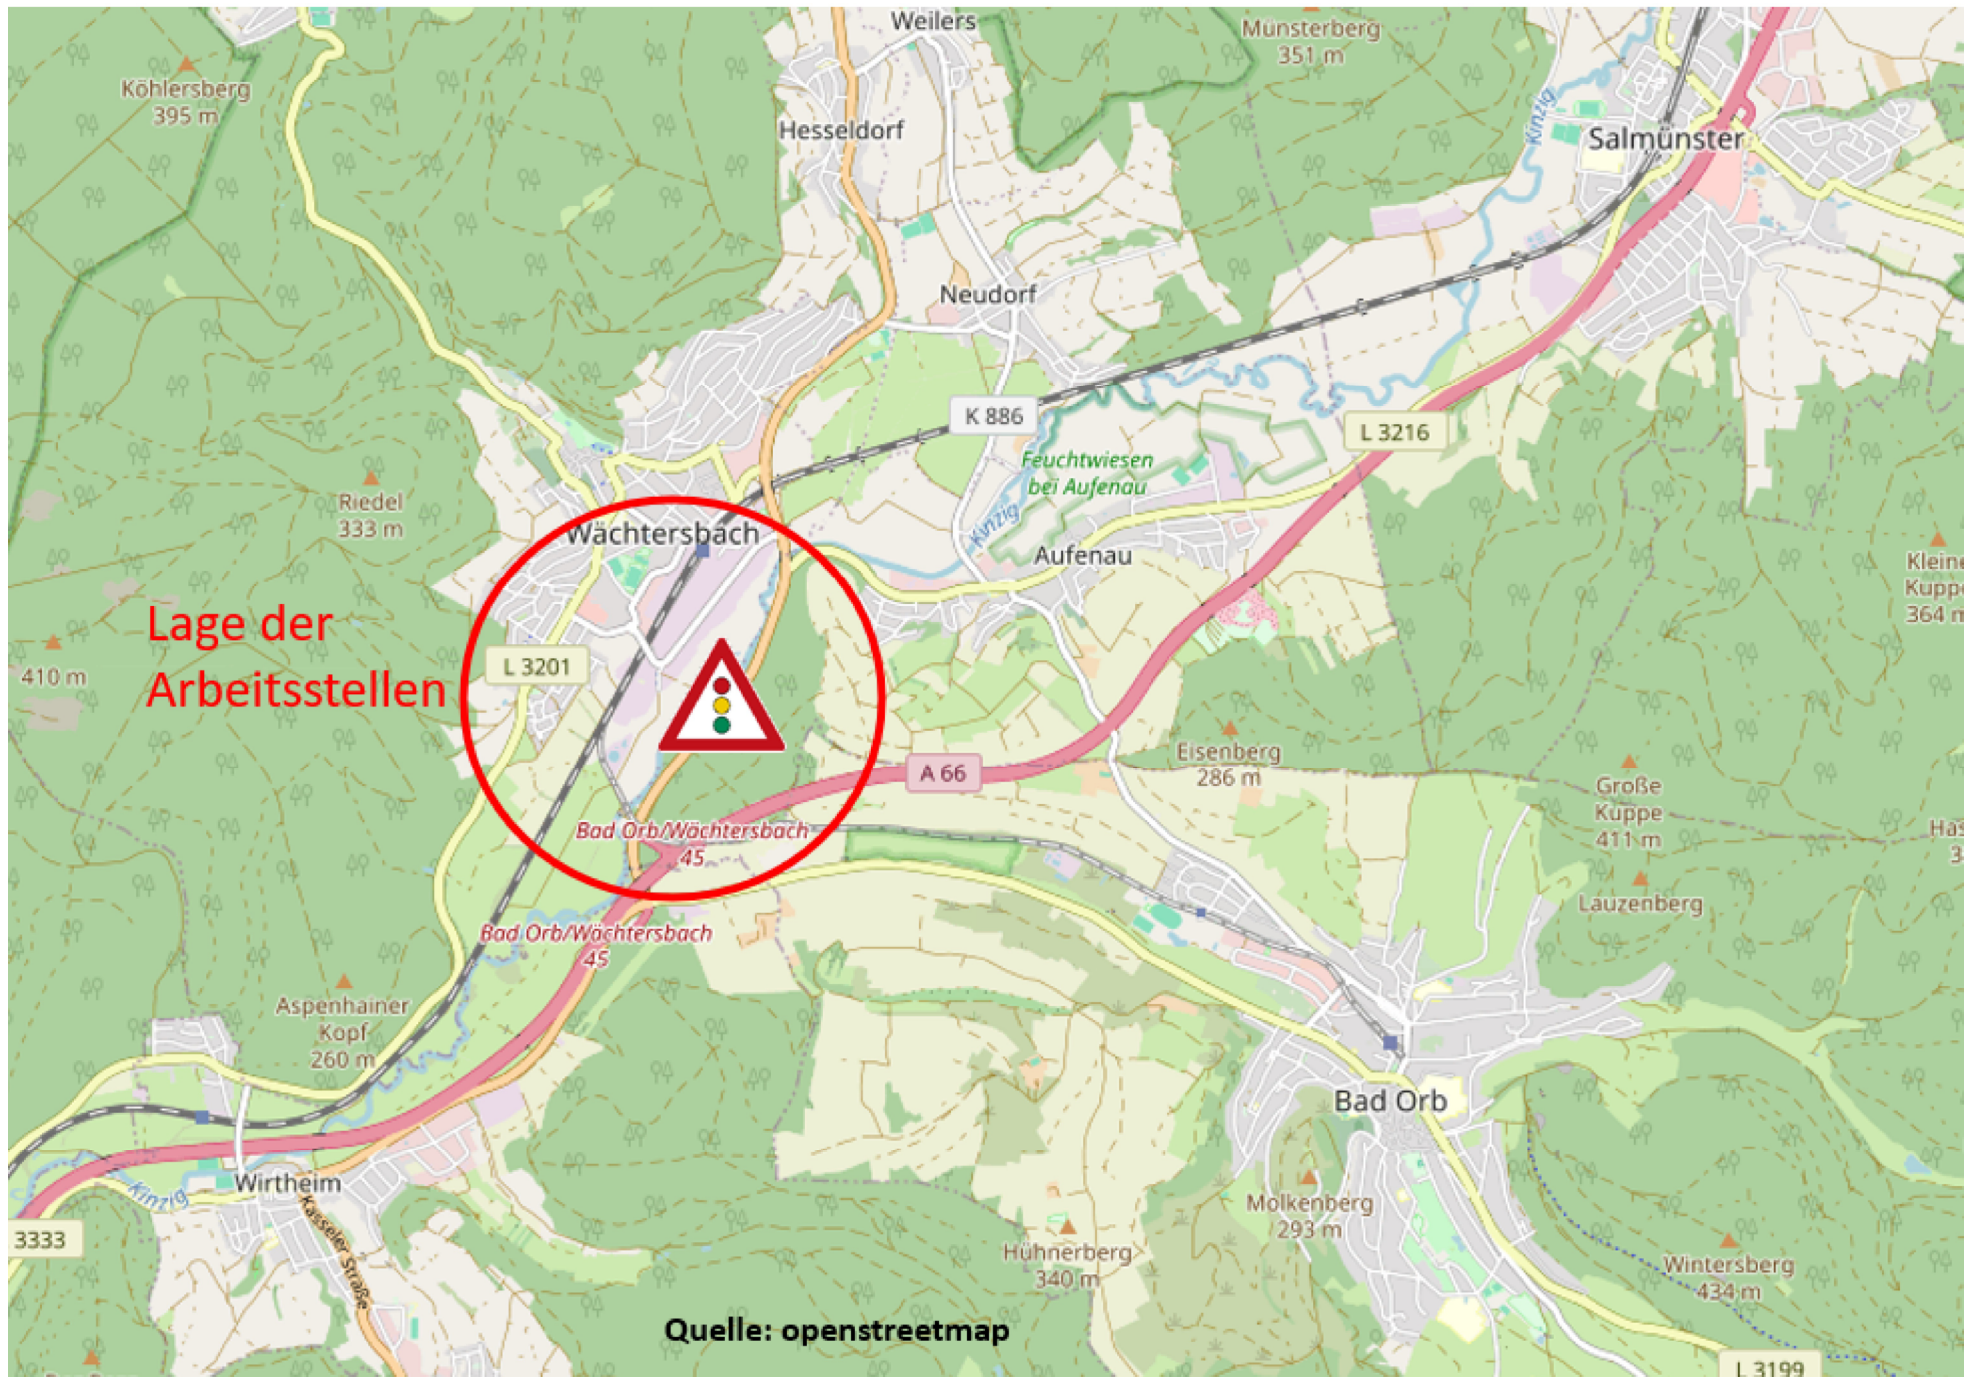 Weilers
Münsterberg
351 m
Köhlersberg
395 m
Hesseldorf
Kinzig
Salmünster
Neudorf
K 886
L 3216
Feuchtwiesen
bei Aufenau
Riedel
333 m
Wächtersbach
Kinzig
Aufenau
Kleine
Kuppe
364 m
Lage der
Arbeitsstellen
410 m
L 3201
Eisenberg
286 m
A 66
Große
Kuppe
411 m
Bad Orb/Wächtersbach
45
Lauzenberg
Bad Orb/Wächtersbach
45
Aspenhainer
Kopf
260 m
Bad Orb
Wirtheim
Kinzig
Kasseler Straße
Molkenberg
293 m
3333
Hühnerberg
340 m
Wintersberg
434 m
Quelle: openstreetmap
L 3199